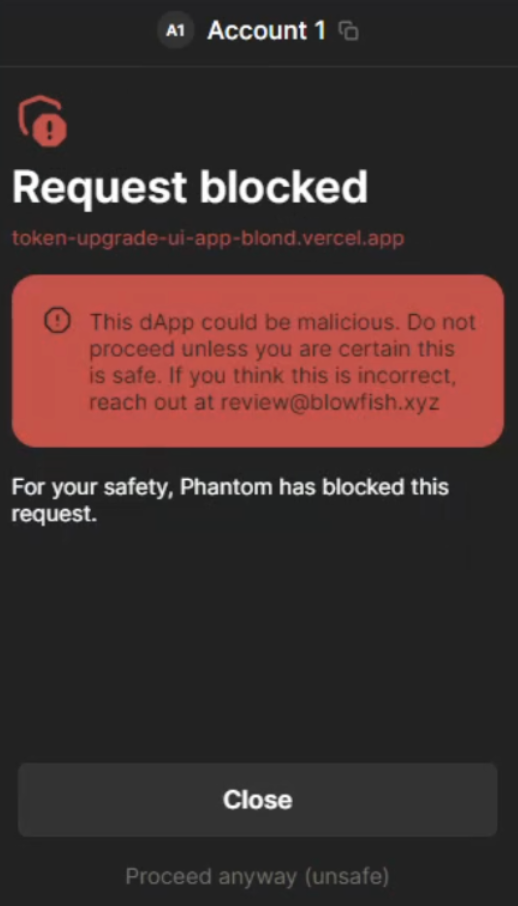 A1 Account 1
Request blocked
token-upgrade-ui-app-blond.vercel.app
This dApp could be malicious. Do not
proceed unless you are certain this
is safe. If you think this is incorrect,
reach out at review@blowfish.xyz
For your safety, Phantom has blocked this
request.
Close
Proceed anyway (unsafe)